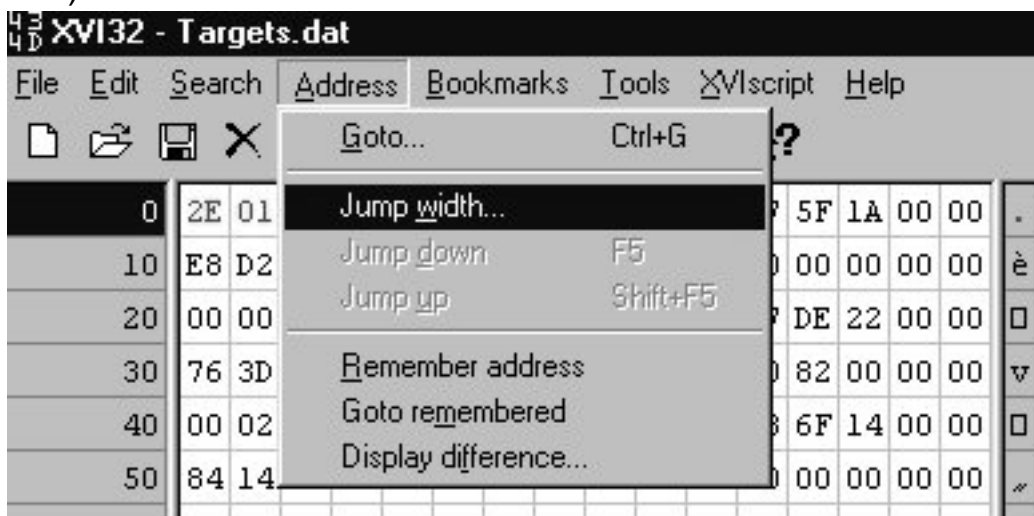 XVI32 - Targets.dat
File Edit Search Address Bookmarks Tools XVIscript Help
Goto... Ctrl+G ?
0 2E 01 Jump width... 5F 1A 00 00 .
10 E8 D2 Jump down F5 00 00 00 00 è
Jump up Shift+F5
20 00 00 DE 22 00 00
30 76 3D Remember address 82 00 00 00 v
40 00 02 Goto remembered 6F 14 00 00
Display difference...
50 84 14 00 00 00 00 „